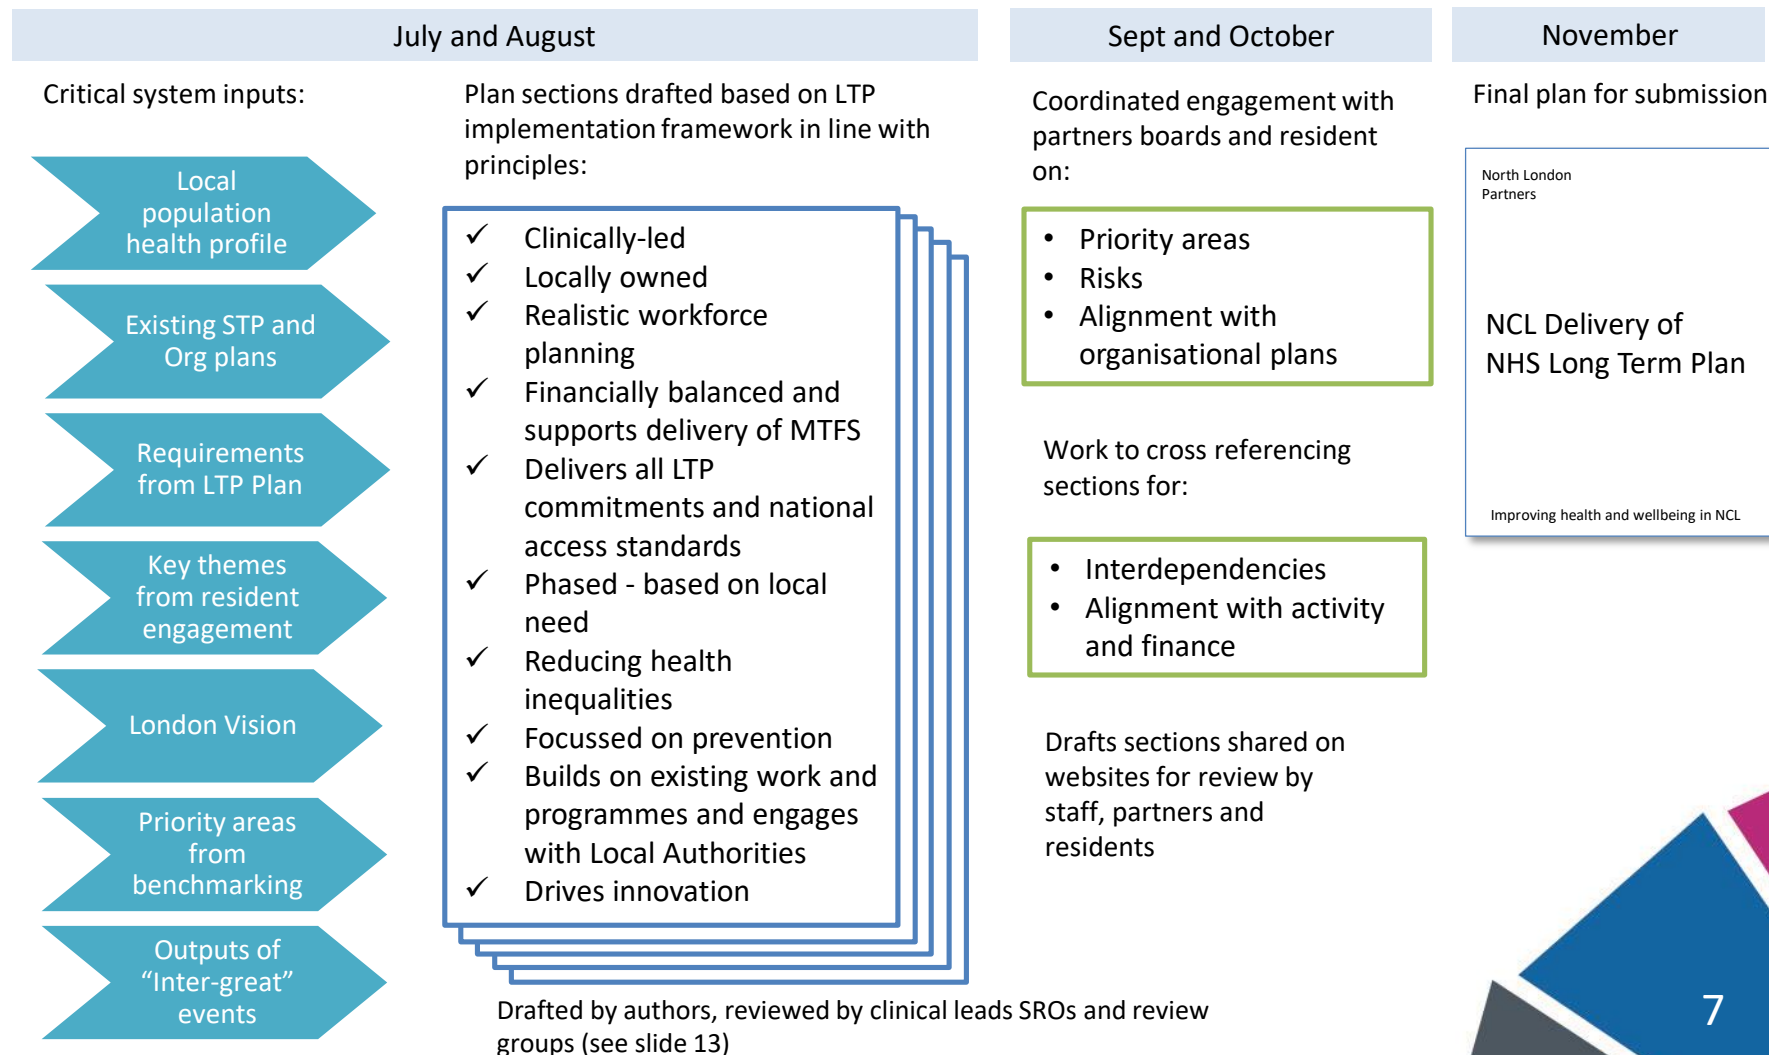 July and August
Critical system inputs:
Local
population
health profile
Existing STP and
Org plans
Requirements
from LTP Plan
Key themes
from resident
engagement
London Vision
Priority areas
from
benchmarking
Outputs of
“Inter-great”
events
Plan sections drafted based on LTP
implementation framework in line with
principles:
✓ Clinically-led
✓ Locally owned
✓ Realistic workforce
planning
✓ Financially balanced and
supports delivery of MTFS
✓ Delivers all LTP
commitments and national
access standards
✓ Phased - based on local
need
✓ Reducing health
inequalities
✓ Focussed on prevention
✓ Builds on existing work and
programmes and engages
with Local Authorities
✓ Drives innovation
Drafted by authors, reviewed by clinical leads SROs and review
groups (see slide 13)
Sept and October
Coordinated engagement with
partners boards and resident
on:
• Priority areas
• Risks
• Alignment with
organisational plans
Work to cross referencing
sections for:
• Interdependencies
• Alignment with activity
and finance
Drafts sections shared on
websites for review by
staff, partners and
residents
November
Final plan for submission
North London
Partners
NCL Delivery of
NHS Long Term Plan
Improving health and wellbeing in NCL
7